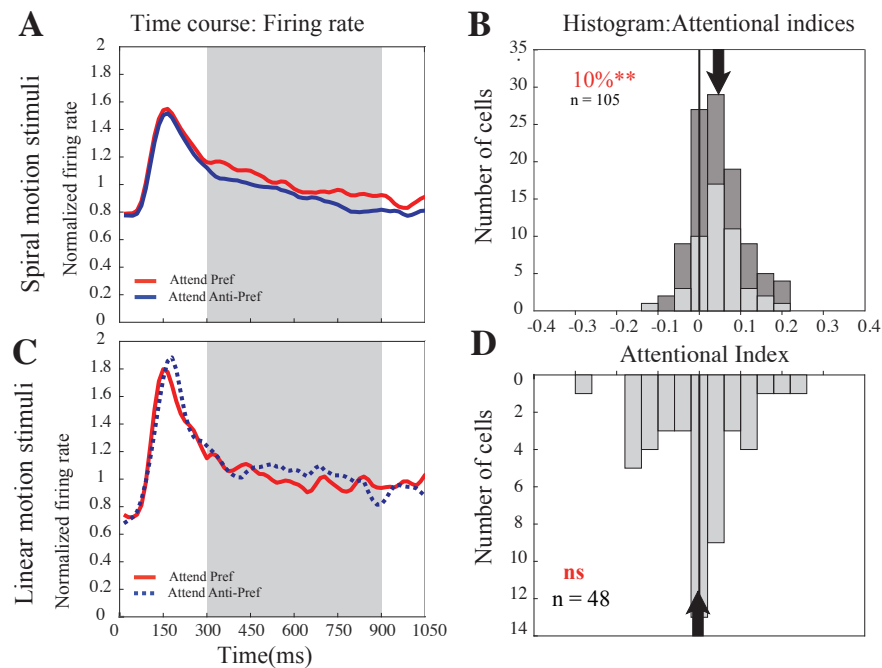 A
Time course: Firing rate
Spiral motion stimuli
Normalized firing rate
2
1.8
1.6
1.4
1.2
1
0.8
0.6
0.4
0.2
0
Attend Pref
Attend Anti-Pref
B
Histogram:Attentional indices
Number of cells
35
30
25
20
15
10
5
0
10%**
n = 105
-0.4 -0.3 -0.2 -0.1 0 0.1 0.2 0.3 0.4
Attentional Index
C
Linear motion stimuli
Normalized firing rate
2
1.8
1.6
1.4
1.2
1
0.8
0.6
0.4
0.2
0
Attend Pref
Attend Anti-Pref
0 150 300 450 600 750 900 1050
Time(ms)
D
Number of cells
0
2
4
6
8
10
12
14
ns
n = 48